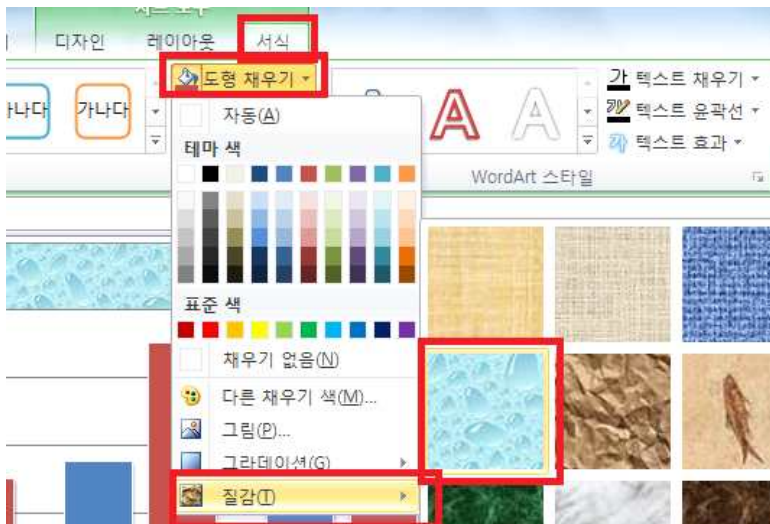 디자인 레이아웃 서식
가나다 가나다
도형 채우기
자동(A)
테마 색
표준 색
채우기 없음(N)
다른 채우기 색(M)...
그림(P)...
그라데이션(G)
질감(T)
가 텍스트 채우기
가 텍스트 윤곽선
가 텍스트 효과
WordArt 스타일